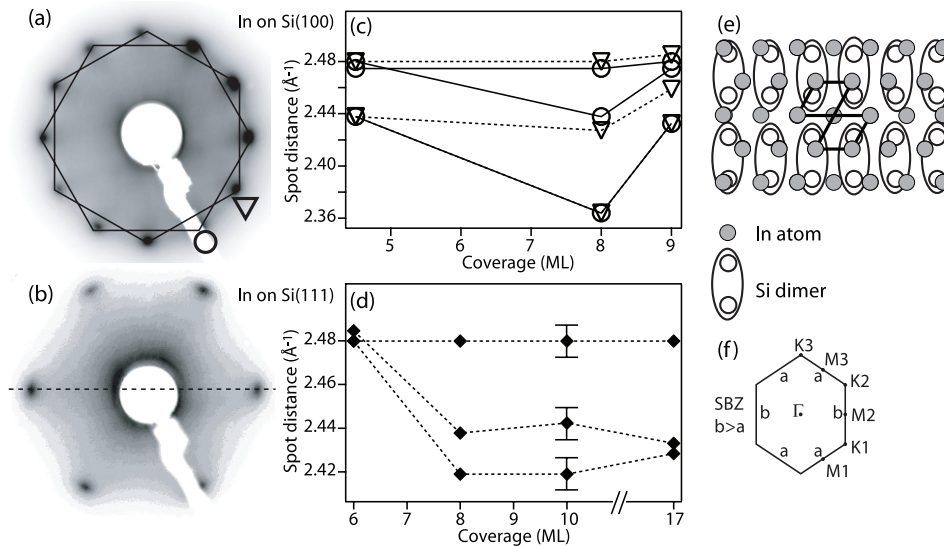 (a)
In on Si(100)
(c)
Spot distance (Å-1)
2.48
2.44
2.40
2.36
5
6
7
8
9
Coverage (ML)
(e)
In atom
Si dimer
(b)
In on Si(111)
(d)
Spot distance (Å-1)
2.48
2.46
2.44
2.42
6
7
8
9
10
//
17
Coverage (ML)
(f)
K3
M3
a a
K2
SBZ
b>a
b Γ b
M2
a a
K1
M1